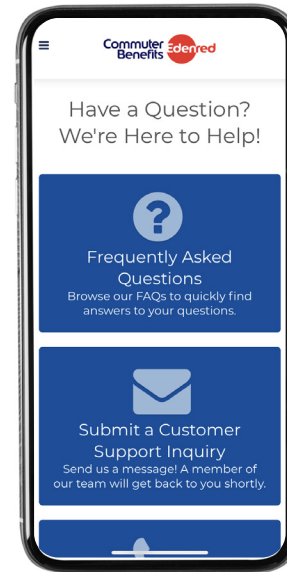 Commuter
Benefits
Edenred
Have a Question?
We're Here to Help!
?
Frequently Asked
Questions
Browse our FAQs to quickly find
answers to your questions.
Submit a Customer
Support Inquiry
Send us a message! A member of
our team will get back to you shortly.